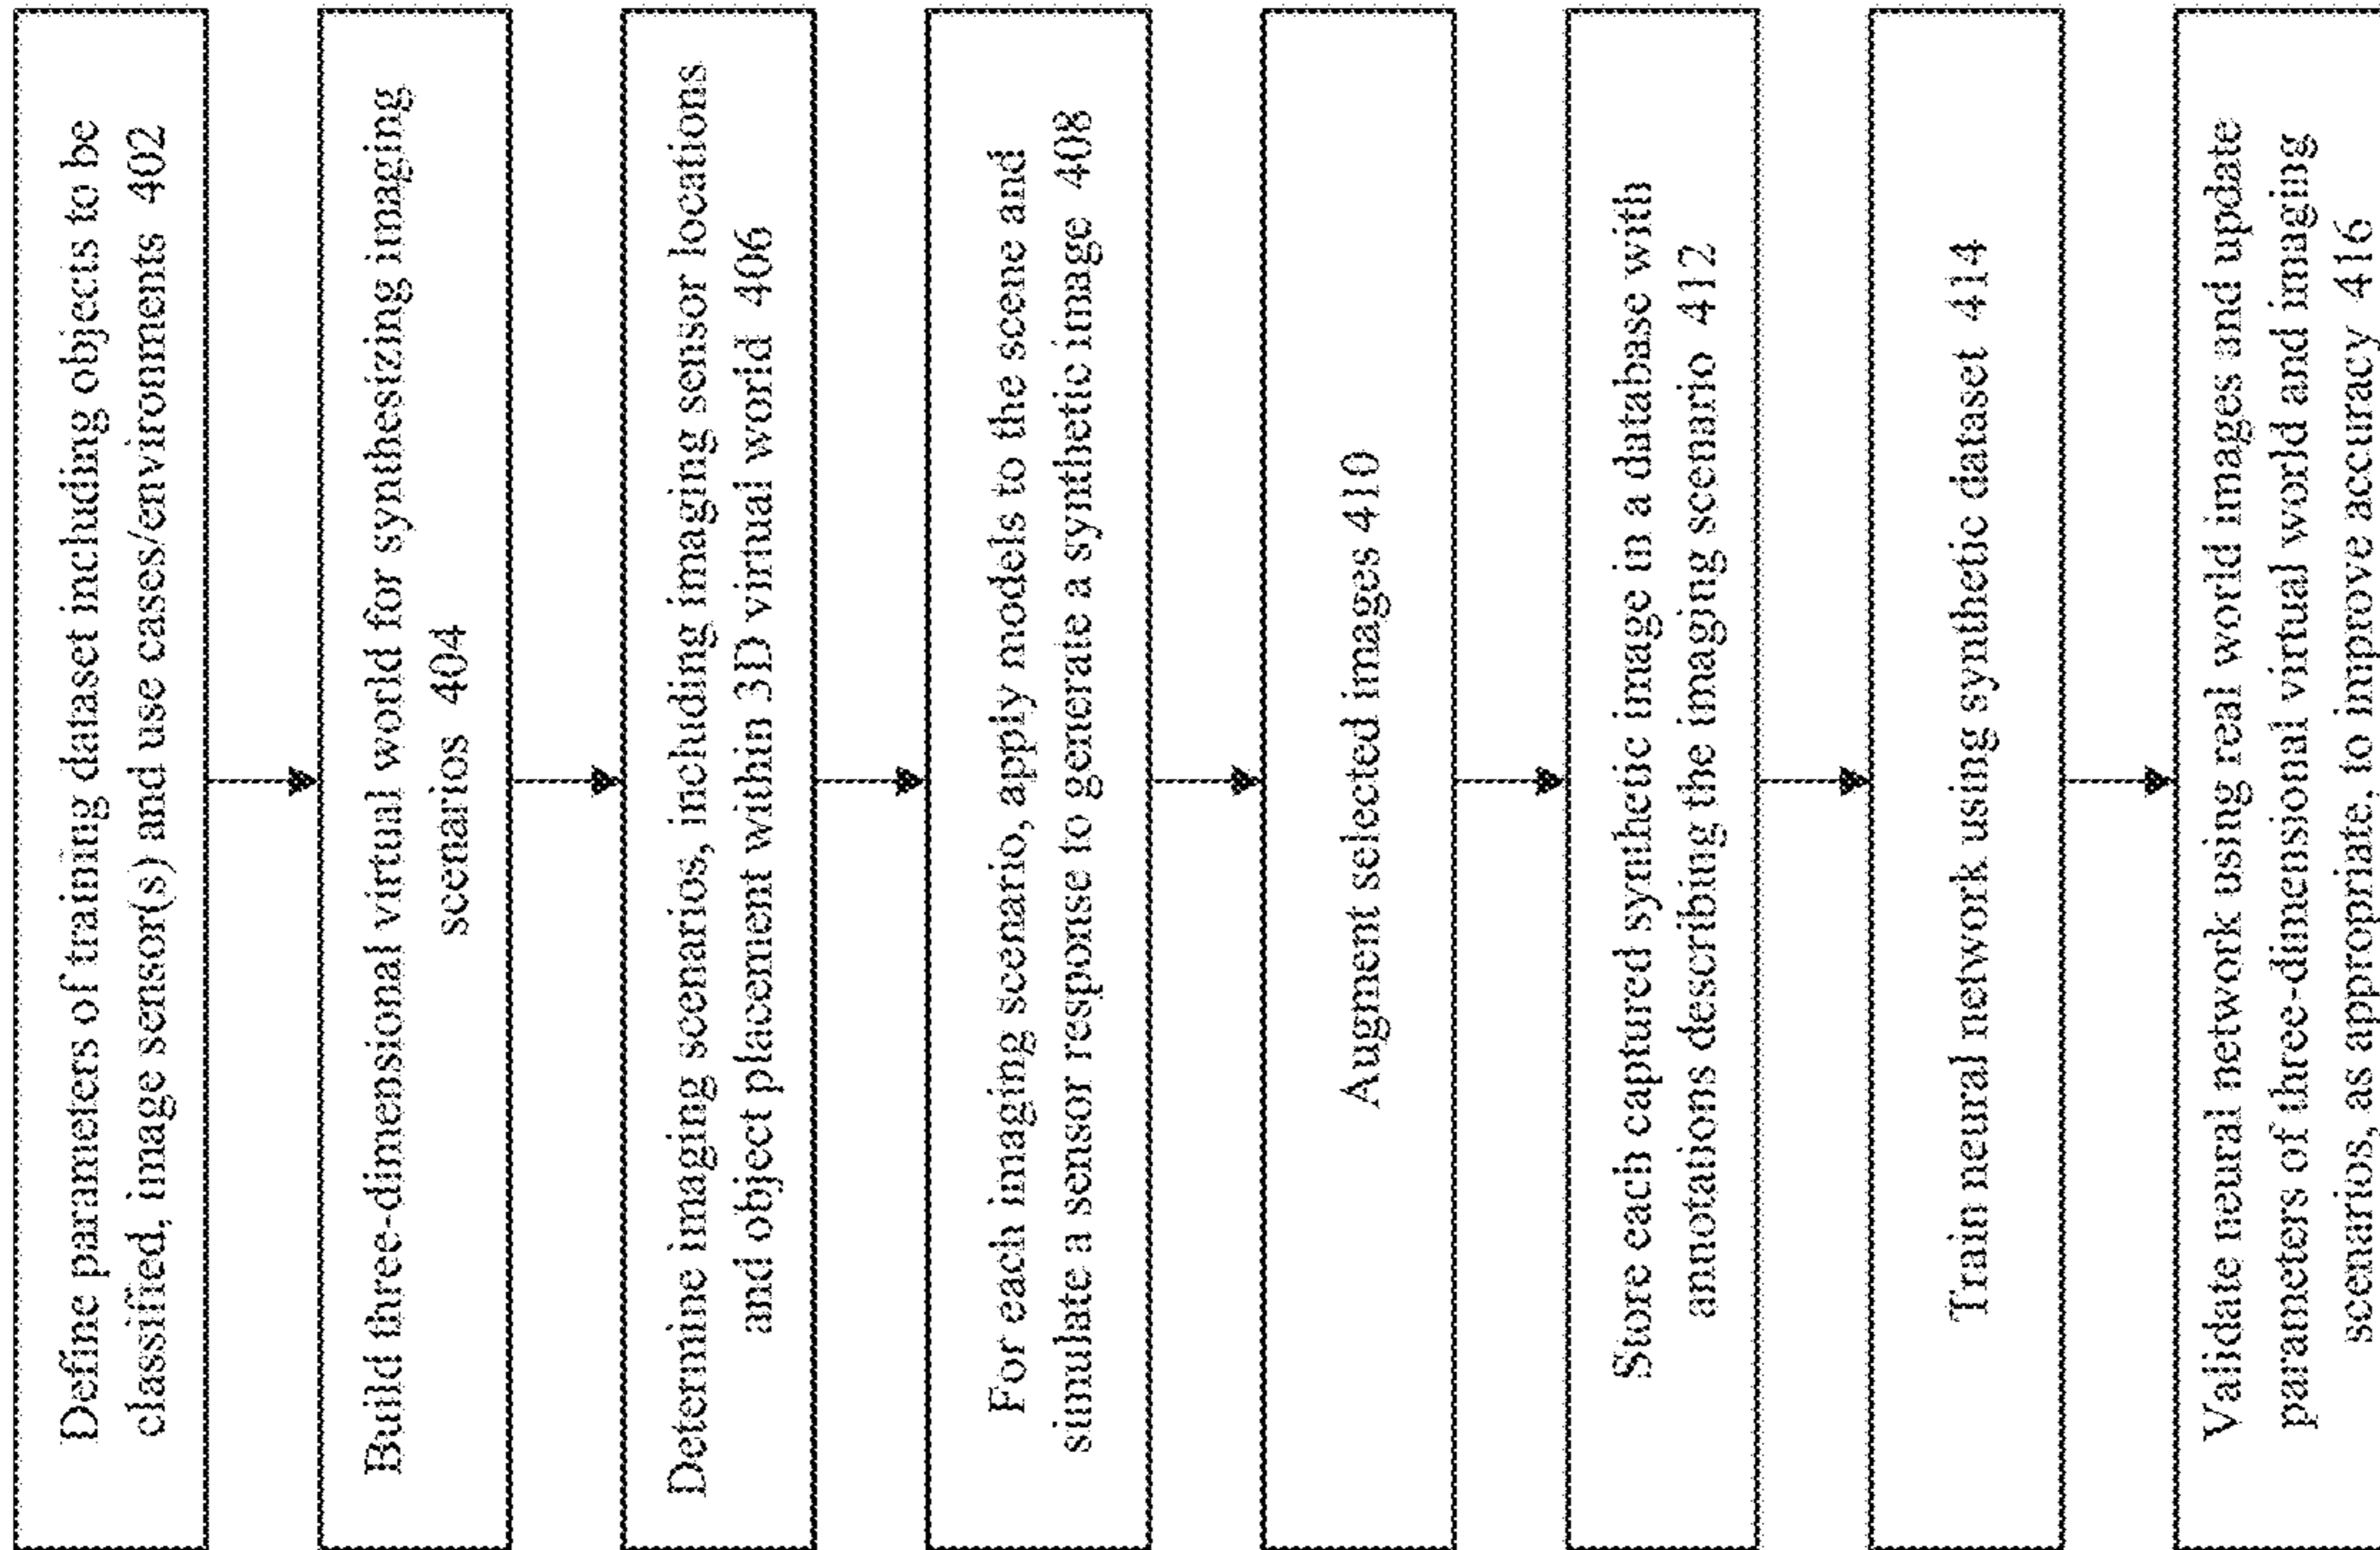 Define parameters of training dataset including objects to be
classified, image sensor(s) and use cases/environments 402
Build three-dimensional virtual world for synthesizing imaging
scenarios 404
Determine imaging scenarios, including imaging sensor locations
and object placement within 3D virtual world 406
For each imaging scenario, apply models to the scene and
simulate a sensor response to generate a synthetic image 408
Augment selected images 410
Store each captured synthetic image in a database with
annotations describing the imaging scenario 412
Train neural network using synthetic dataset 414
Validate neural network using real world images and update
parameters of three-dimensional virtual world and imaging
scenarios, as appropriate, to improve accuracy 416